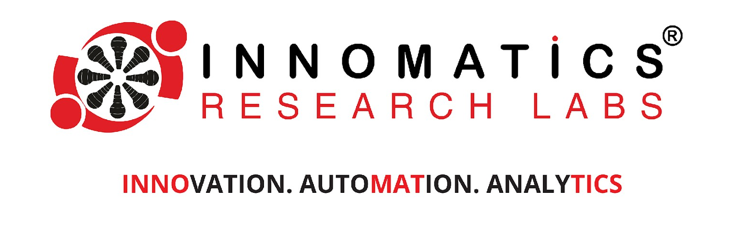 INNOMATICS®
RESEARCH LABS
INNOVATION. AUTOMATION. ANALYTICS